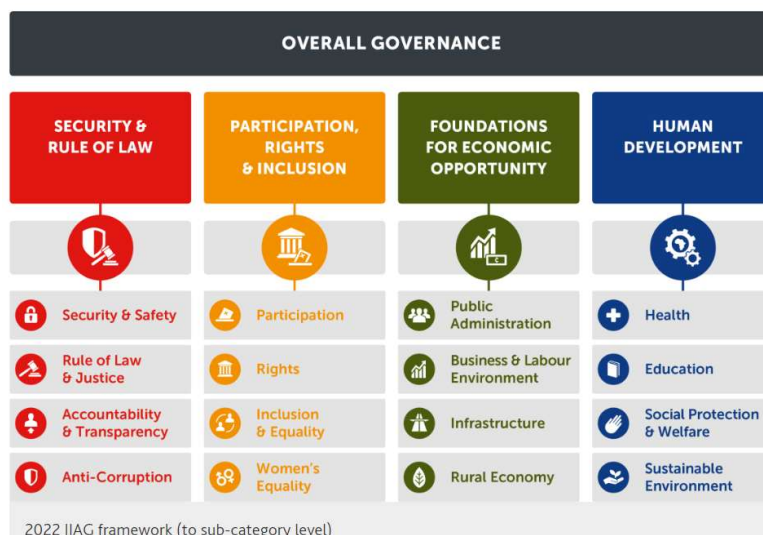 OVERALL GOVERNANCE
SECURITY &
RULE OF LAW
PARTICIPATION,
RIGHTS
& INCLUSION
FOUNDATIONS
FOR ECONOMIC
OPPORTUNITY
HUMAN
DEVELOPMENT
Security & Safety
Rule of Law
& Justice
Accountability
& Transparency
Anti-Corruption
Participation
Rights
Inclusion
& Equality
Women's
Equality
Public
Administration
Business & Labour
Environment
Infrastructure
Rural Economy
Health
Education
Social Protection
& Welfare
Sustainable
Environment
2022 IIAG framework (to sub-category level)